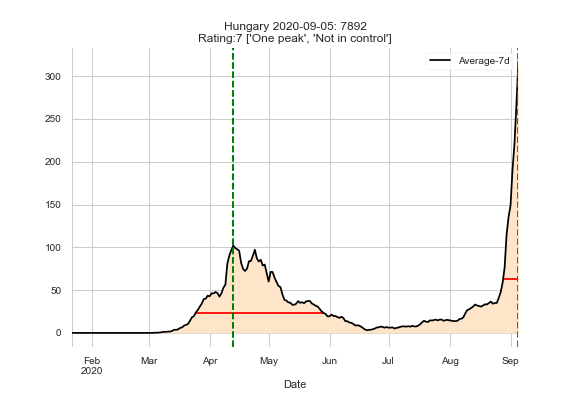 Hungary 2020-09-05: 7892
Rating:7 ['One peak', 'Not in control']
Average-7d
300
250
200
150
100
50
0
Feb Mar Apr May Jun Jul Aug Sep
2020
Date